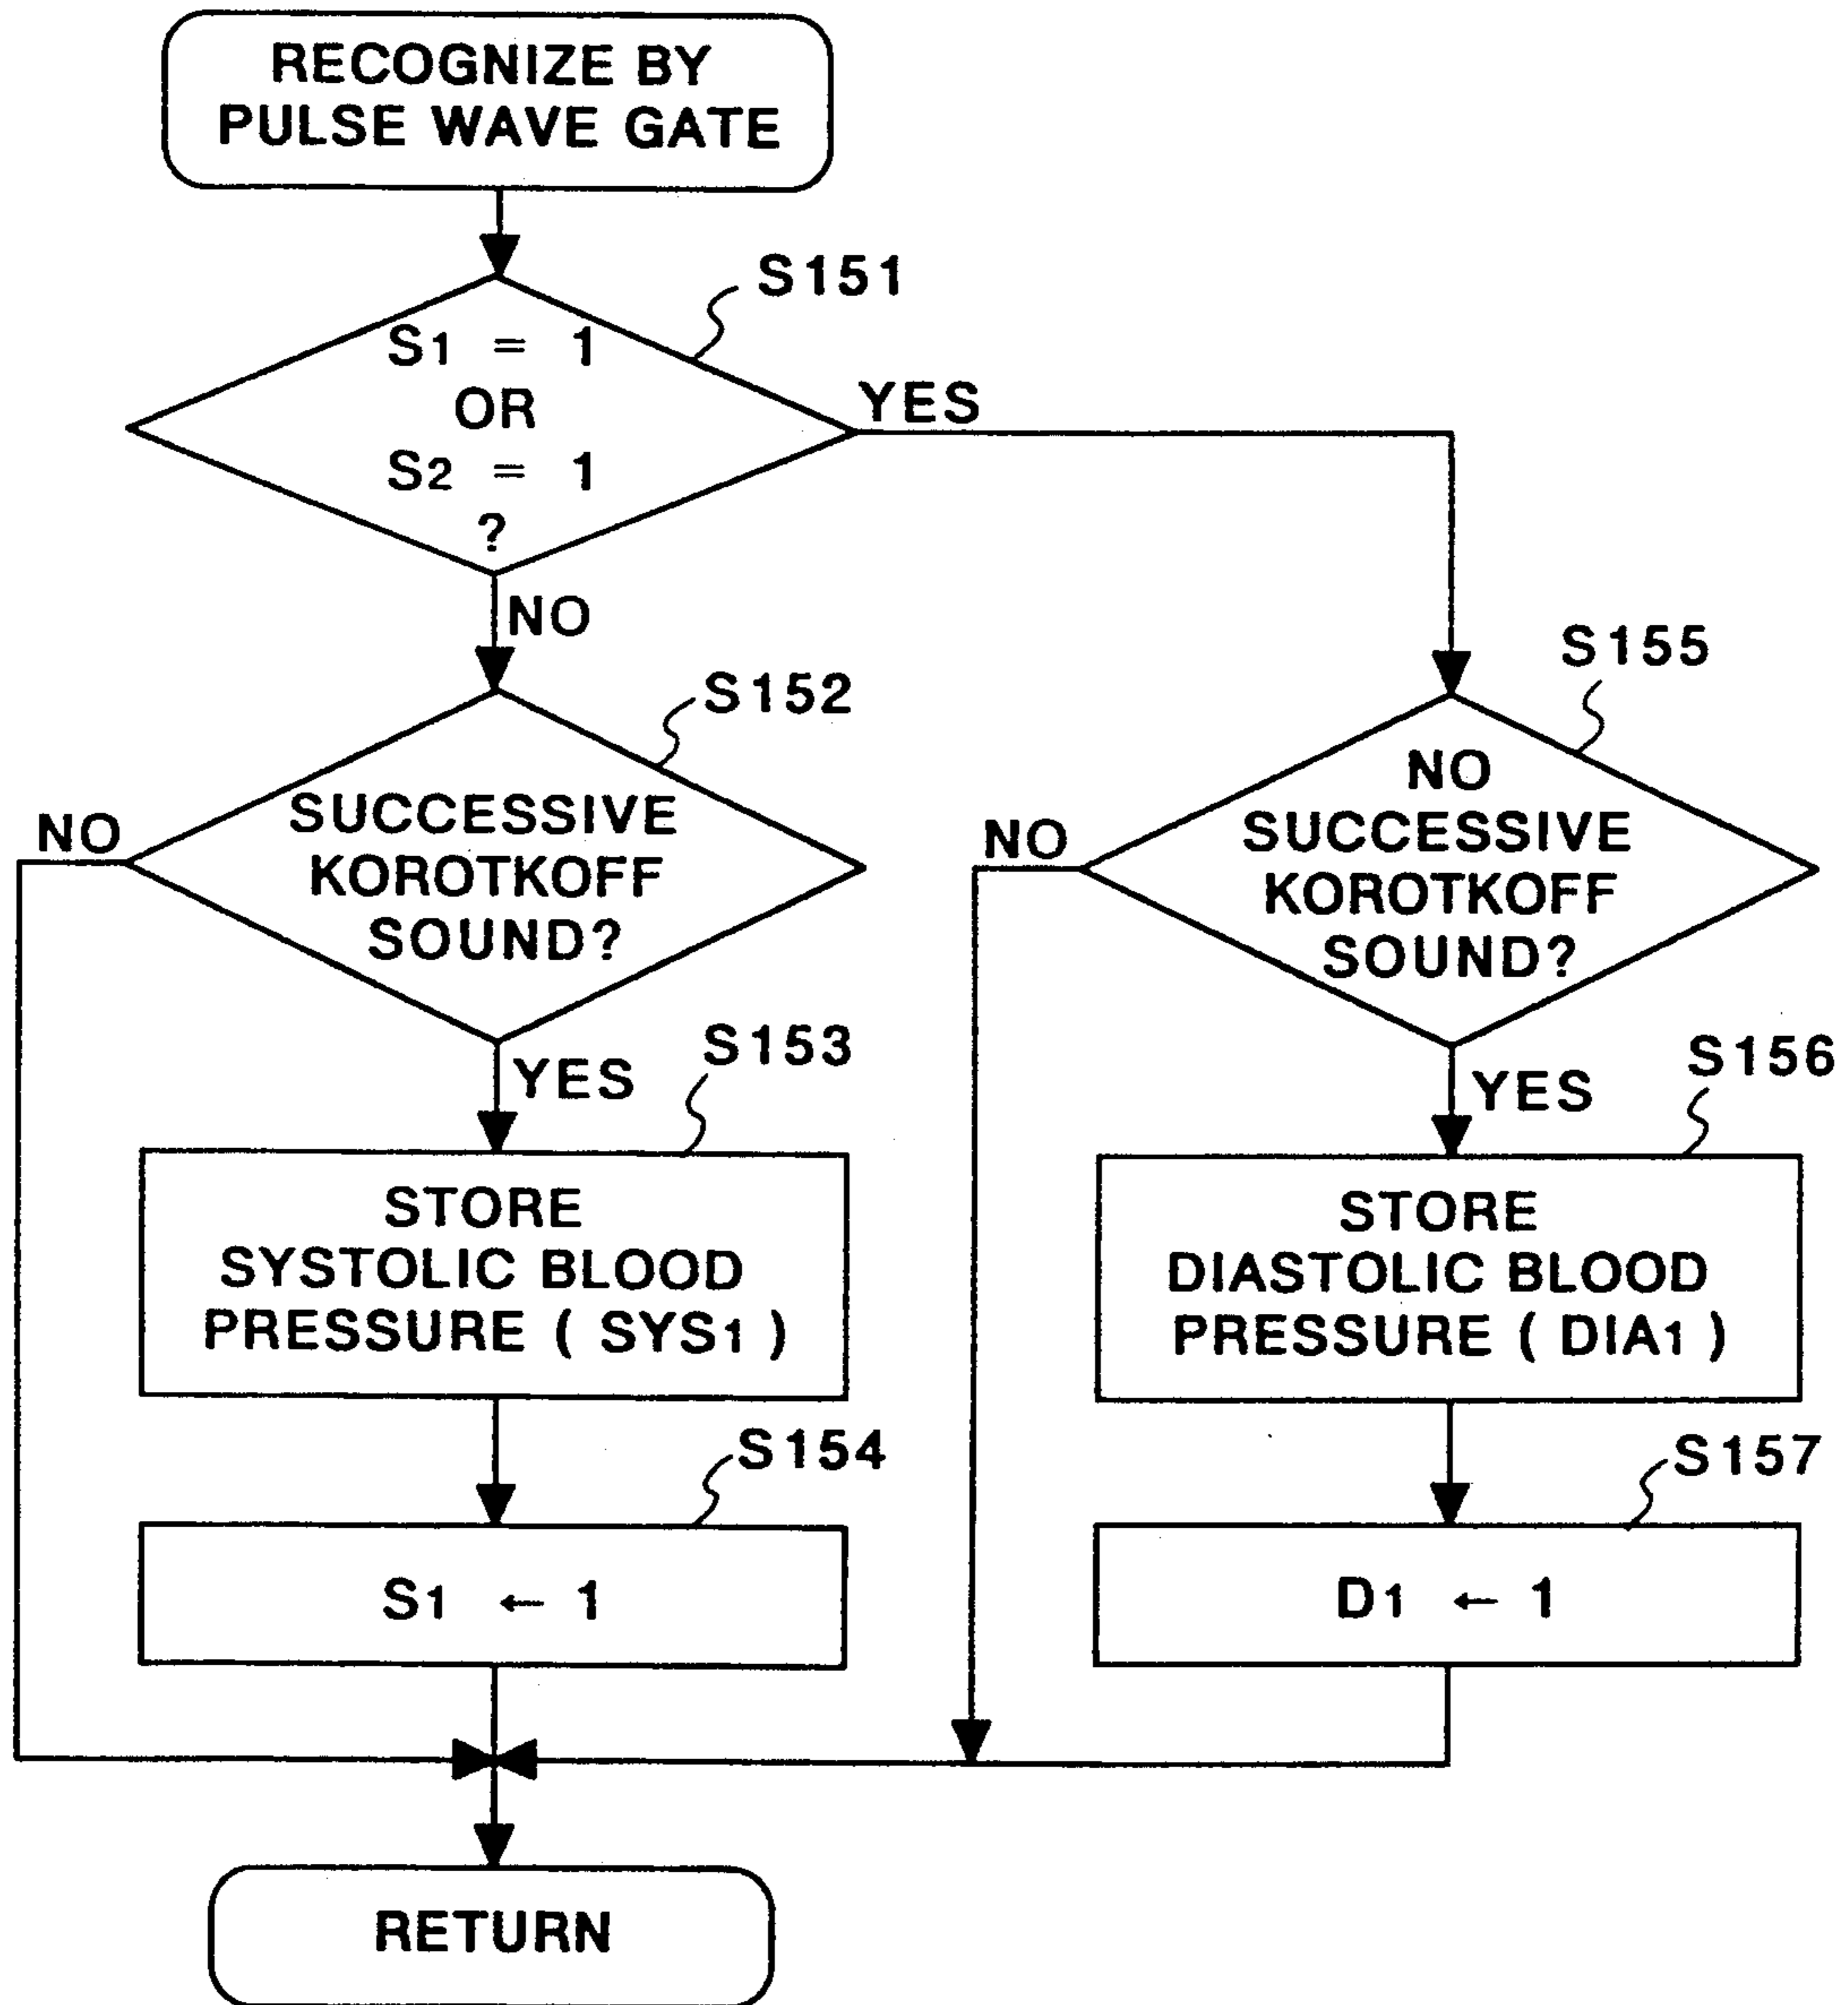 RECOGNIZE BY
PULSE WAVE GATE
S151
S1 = 1
OR
S2 = 1
?
YES
NO
S152
SUCCESSIVE
KOROTKOFF
SOUND?
NO
YES
S153
STORE
SYSTOLIC BLOOD
PRESSURE ( SYS1 )
S154
S1 ← 1
S155
NO
SUCCESSIVE
KOROTKOFF
SOUND?
NO
YES
S156
STORE
DIASTOLIC BLOOD
PRESSURE ( DIA1 )
S157
D1 ← 1
RETURN